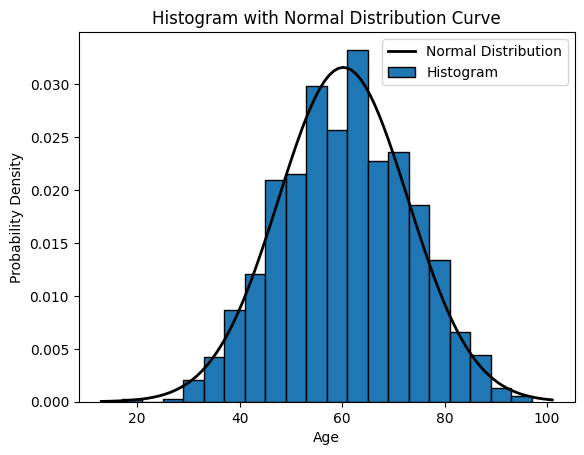 Histogram with Normal Distribution Curve
Normal Distribution
Histogram
Probability Density
0.030
0.025
0.020
0.015
0.010
0.005
0.000
20 40 60 80 100
Age